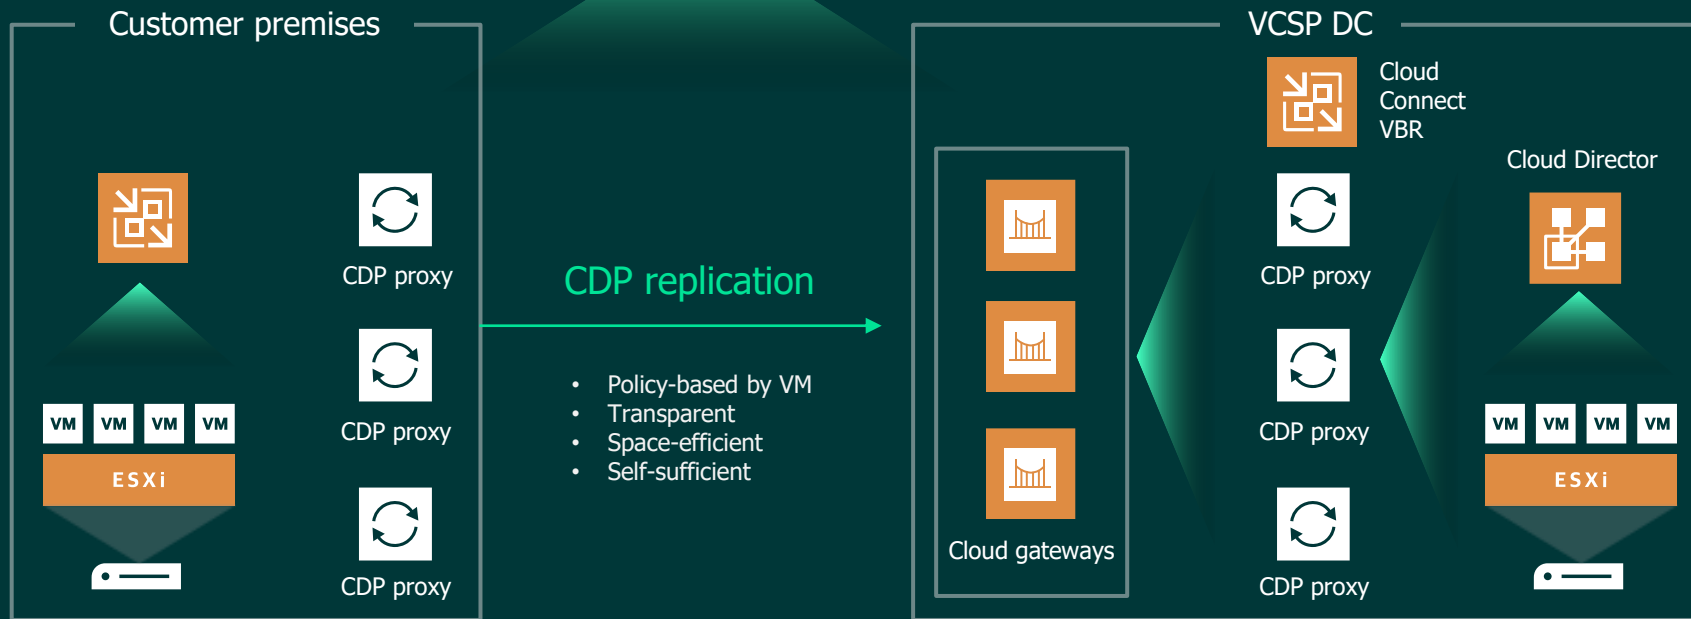 Customer premises
CDP proxy
CDP proxy
CDP proxy
VM VM VM VM
ESXi
CDP replication
• Policy-based by VM
• Transparent
• Space-efficient
• Self-sufficient
VCSP DC
Cloud
Connect
VBR
Cloud gateways
CDP proxy
CDP proxy
CDP proxy
Cloud Director
VM VM VM VM
ESXi